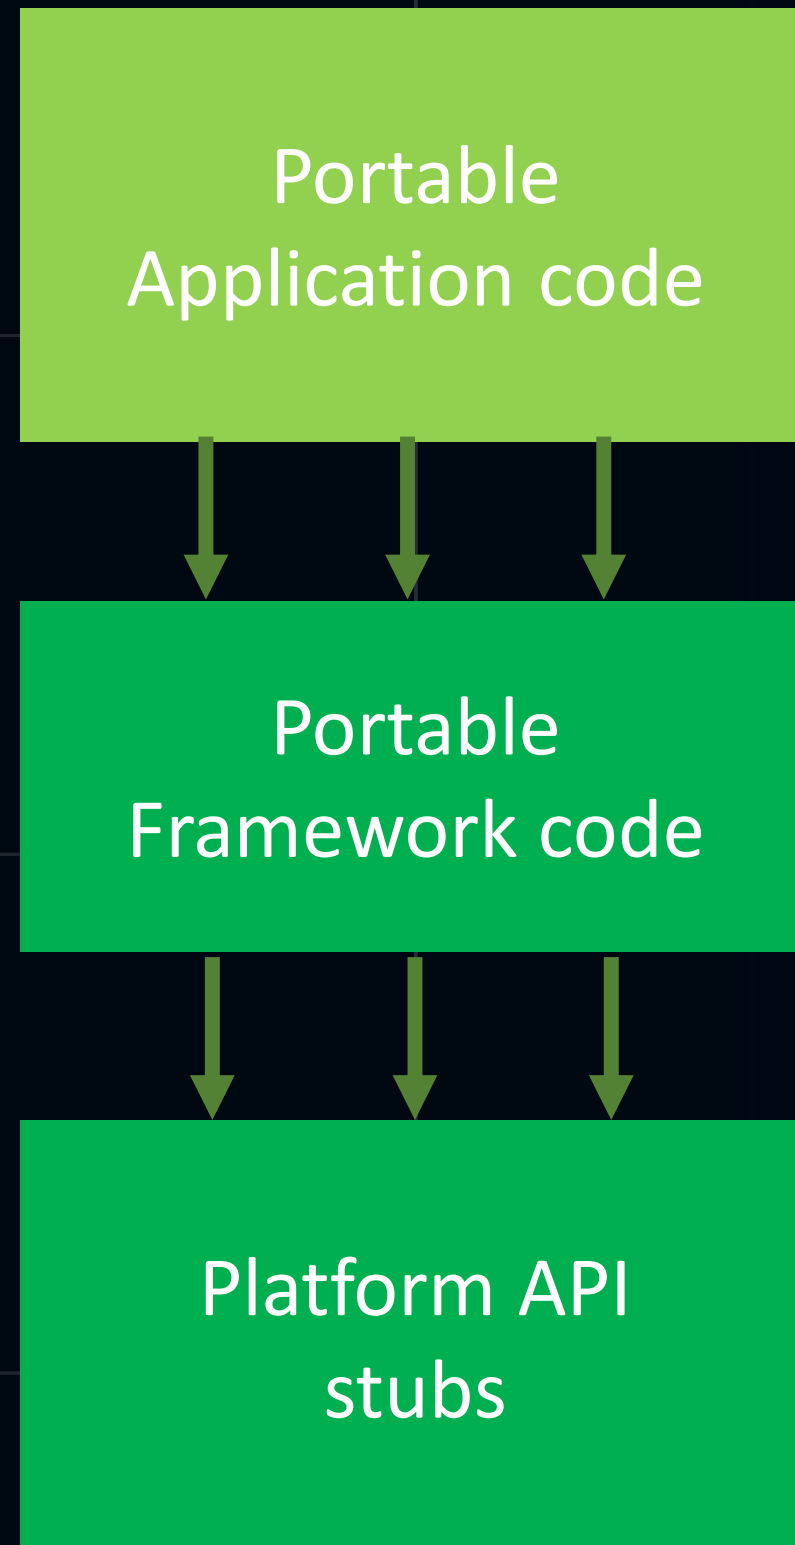 Portable
Application code
Portable
Framework code
Platform API
stubs